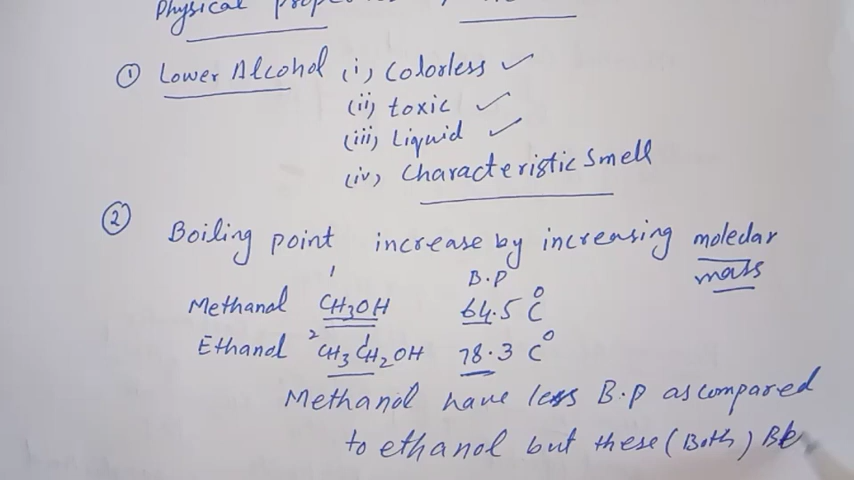 Physical
① Lower Alcohol (i) Colorless ✓
(ii) toxic ✓
(iii) Liquid ✓
(iv) Characteristic Smell
② Boiling point increase by increasing moledar
mass
B.P
Methanol CH3OH 64.5 C°
1
Ethanol 2CH3 CH2OH 78.3 C°
Methanol have less B.P as compared
to ethanol but these (Both)